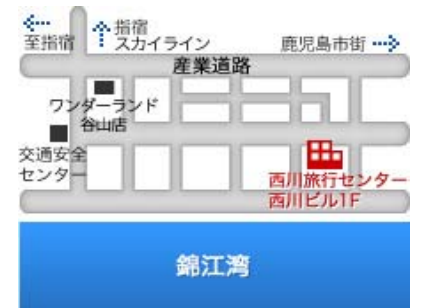 至指宿
指宿
スカイライン
鹿児島市街
産業道路
ワンダーランド
谷山店
交通安全
センター
西川旅行センター
西川ビル1F
錦江湾